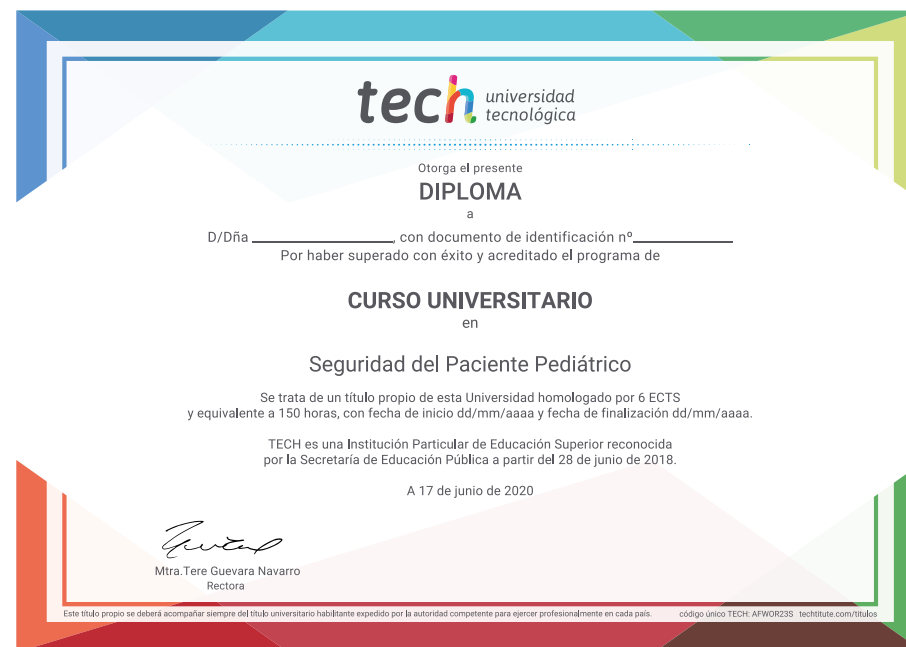 tech universidad
tecnológica
Otorga el presente
DIPLOMA
a
D/Dña ____________________, con documento de identificación nº______________
Por haber superado con éxito y acreditado el programa de
CURSO UNIVERSITARIO
en
Seguridad del Paciente Pediátrico
Se trata de un título propio de esta Universidad homologado por 6 ECTS
y equivalente a 150 horas, con fecha de inicio dd/mm/aaaa y fecha de finalización dd/mm/aaaa.
TECH es una Institución Particular de Educación Superior reconocida
por la Secretaría de Educación Pública a partir del 28 de junio de 2018.
A 17 de junio de 2020
Mtra.Tere Guevara Navarro
Rectora
Este título propio se deberá acompañar siempre del título universitario habilitante expedido por la autoridad competente para ejercer profesionalmente en cada país. código único TECH: AFWOR23S techtitute.com/titulos